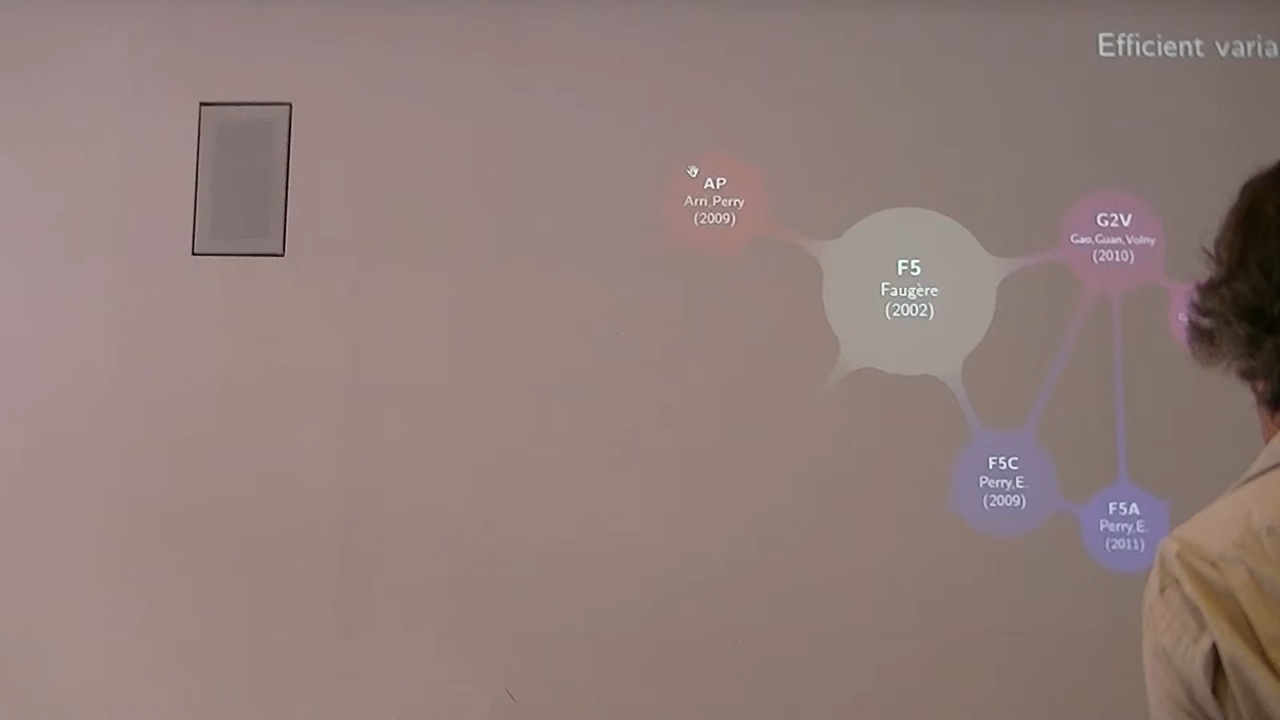 Efficient varia
AP
Arri,Perry
(2009)
F5
Faugère
(2002)
G2V
Gao,Guan,Volny
(2010)
F5C
Perry,E.
(2009)
F5A
Perry,E.
(2011)